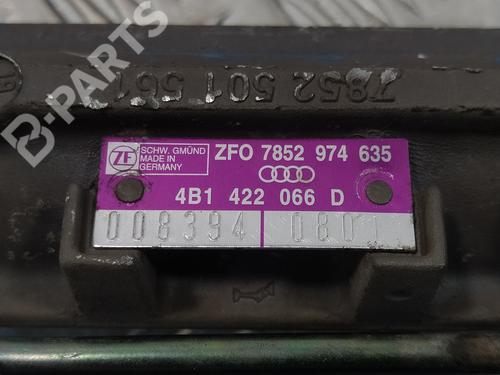 B-PARTS
7852 501 561
ZF
SCHW. GMÜND
MADE IN
GERMANY
ZFO 7852 974 635
4B1 422 066 D
008394 0801